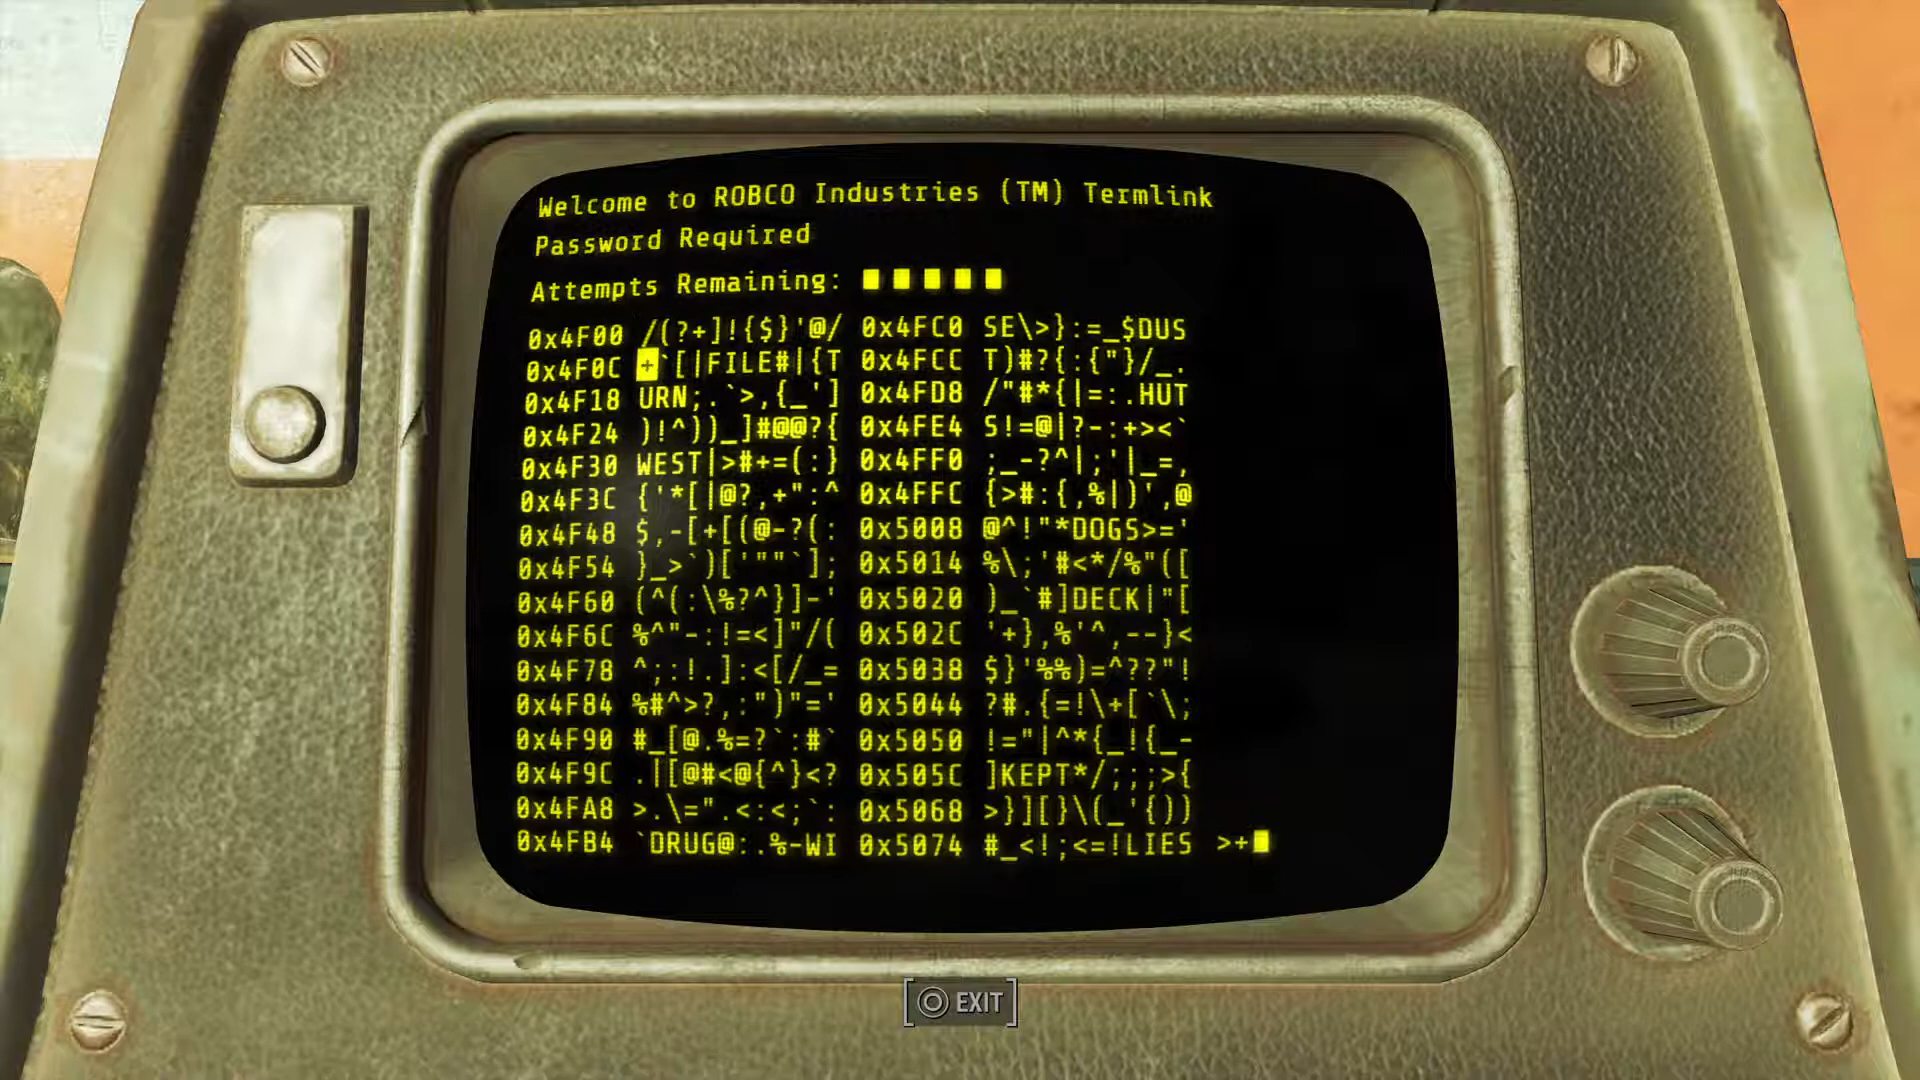 Welcome to ROBCO Industries (TM) Termlink
Password Required
Attempts Remaining: ■ ■ ■ ■ ■
0x4F00 /(?+]!{$}'@/ 0x4FC0 SE\>}:=_$DUS
0x4F0C +`[|FILE#|{T 0x4FCC T)#?{:{"}/_.
0x4F18 URN;.`>,{_'] 0x4FD8 /"#*{|=:.HUT
0x4F24 )!^))_]#@@?{ 0x4FE4 S!=@|?-:+><`
0x4F30 WEST|>#+=(:} 0x4FF0 ;_-?^|;'|_=,
0x4F3C {'*[|@?,+":^ 0x4FFC {>#:{,%|)',@
0x4F48 $,-[+[(@-?(: 0x5008 @^!"*DOGS>='
0x4F54 }_>`)['""`]; 0x5014 %\;'#<*/%"([
0x4F60 (^(:\%?^}]-' 0x5020 )_`#]DECK|"[
0x4F6C %^"-:!=<]"/( 0x502C '+},%'^,--}<
0x4F78 ^;:!.]:<[/_= 0x5038 $}'%%)=^??"!
0x4F84 %#^>?,:")"=' 0x5044 ?#.{=!\+[`\;
0x4F90 #_[@.%=?`:#` 0x5050 !="|^*{_!{_-
0x4F9C .|[@#<@{^}<? 0x505C ]KEPT*/;;;>{
0x4FA8 >.\=".<:<;`: 0x5068 >}][}\(_'{))
0x4FB4 `DRUG@:.%-WI 0x5074 #_<!;<=!LIES >+■
EXIT